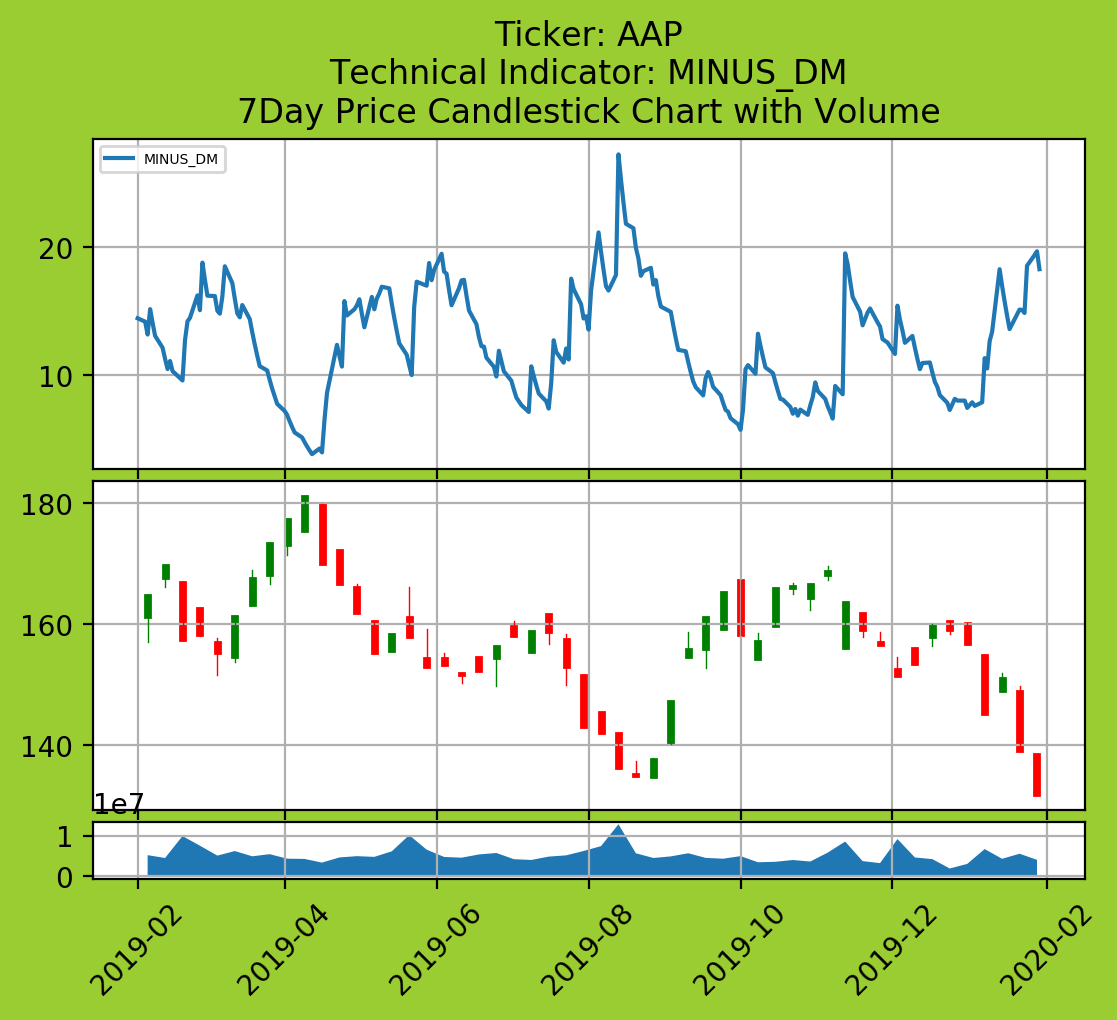 Ticker: AAP
Technical Indicator: MINUS_DM
7Day Price Candlestick Chart with Volume
MINUS_DM
20
10
180
160
140
1e7
1
0
2019-02
2019-04
2019-06
2019-08
2019-10
2019-12
2020-02